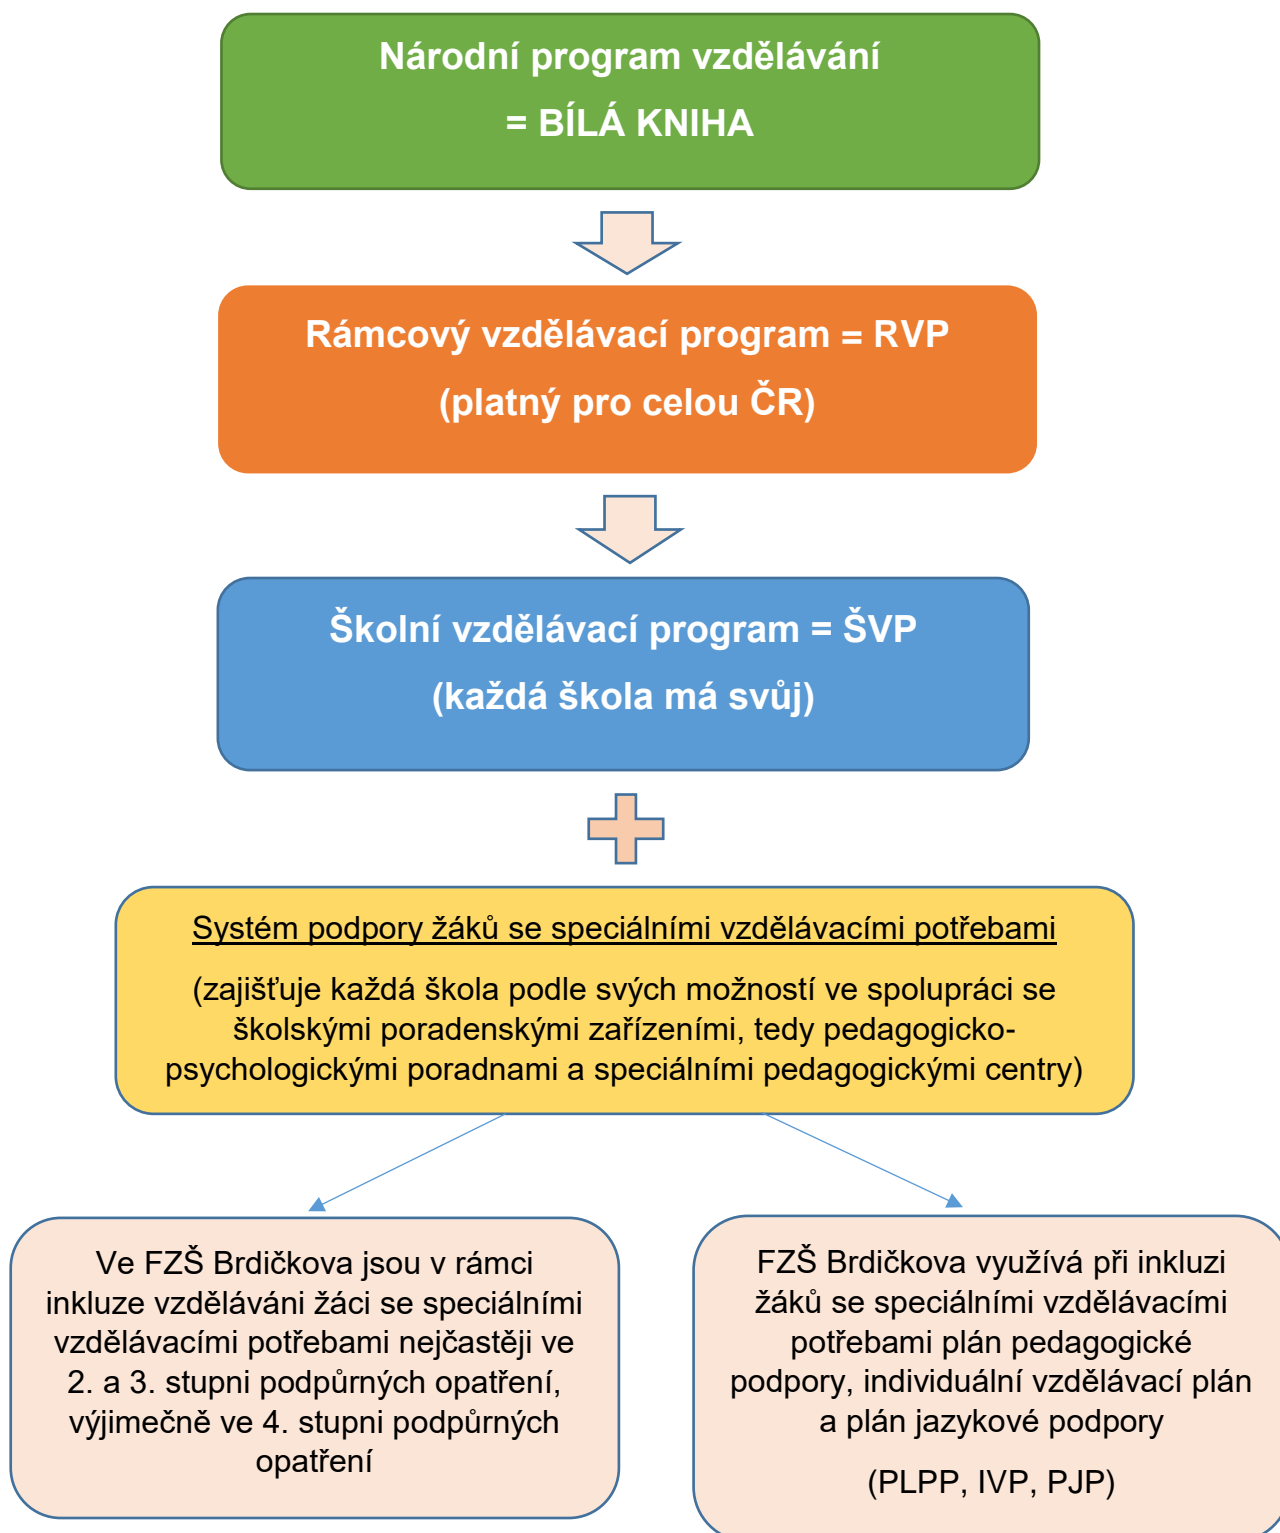 Národní program vzdělávání
= BÍLÁ KNIHA
Rámcový vzdělávací program = RVP
(platný pro celou ČR)
Školní vzdělávací program = ŠVP
(každá škola má svůj)
Systém podpory žáků se speciálními vzdělávacími potřebami
(zajišťuje každá škola podle svých možností ve spolupráci se
školskými poradenskými zařízeními, tedy pedagogicko-
psychologickými poradnami a speciálními pedagogickými centry)
Ve FZŠ Brdičkova jsou v rámci
inkluze vzděláváni žáci se speciálními
vzdělávacími potřebami nejčastěji ve
2. a 3. stupni podpůrných opatření,
výjimečně ve 4. stupni podpůrných
opatření
FZŠ Brdičkova využívá při inkluzi
žáků se speciálními vzdělávacími
potřebami plán pedagogické
podpory, individuální vzdělávací plán
a plán jazykové podpory
(PLPP, IVP, PJP)